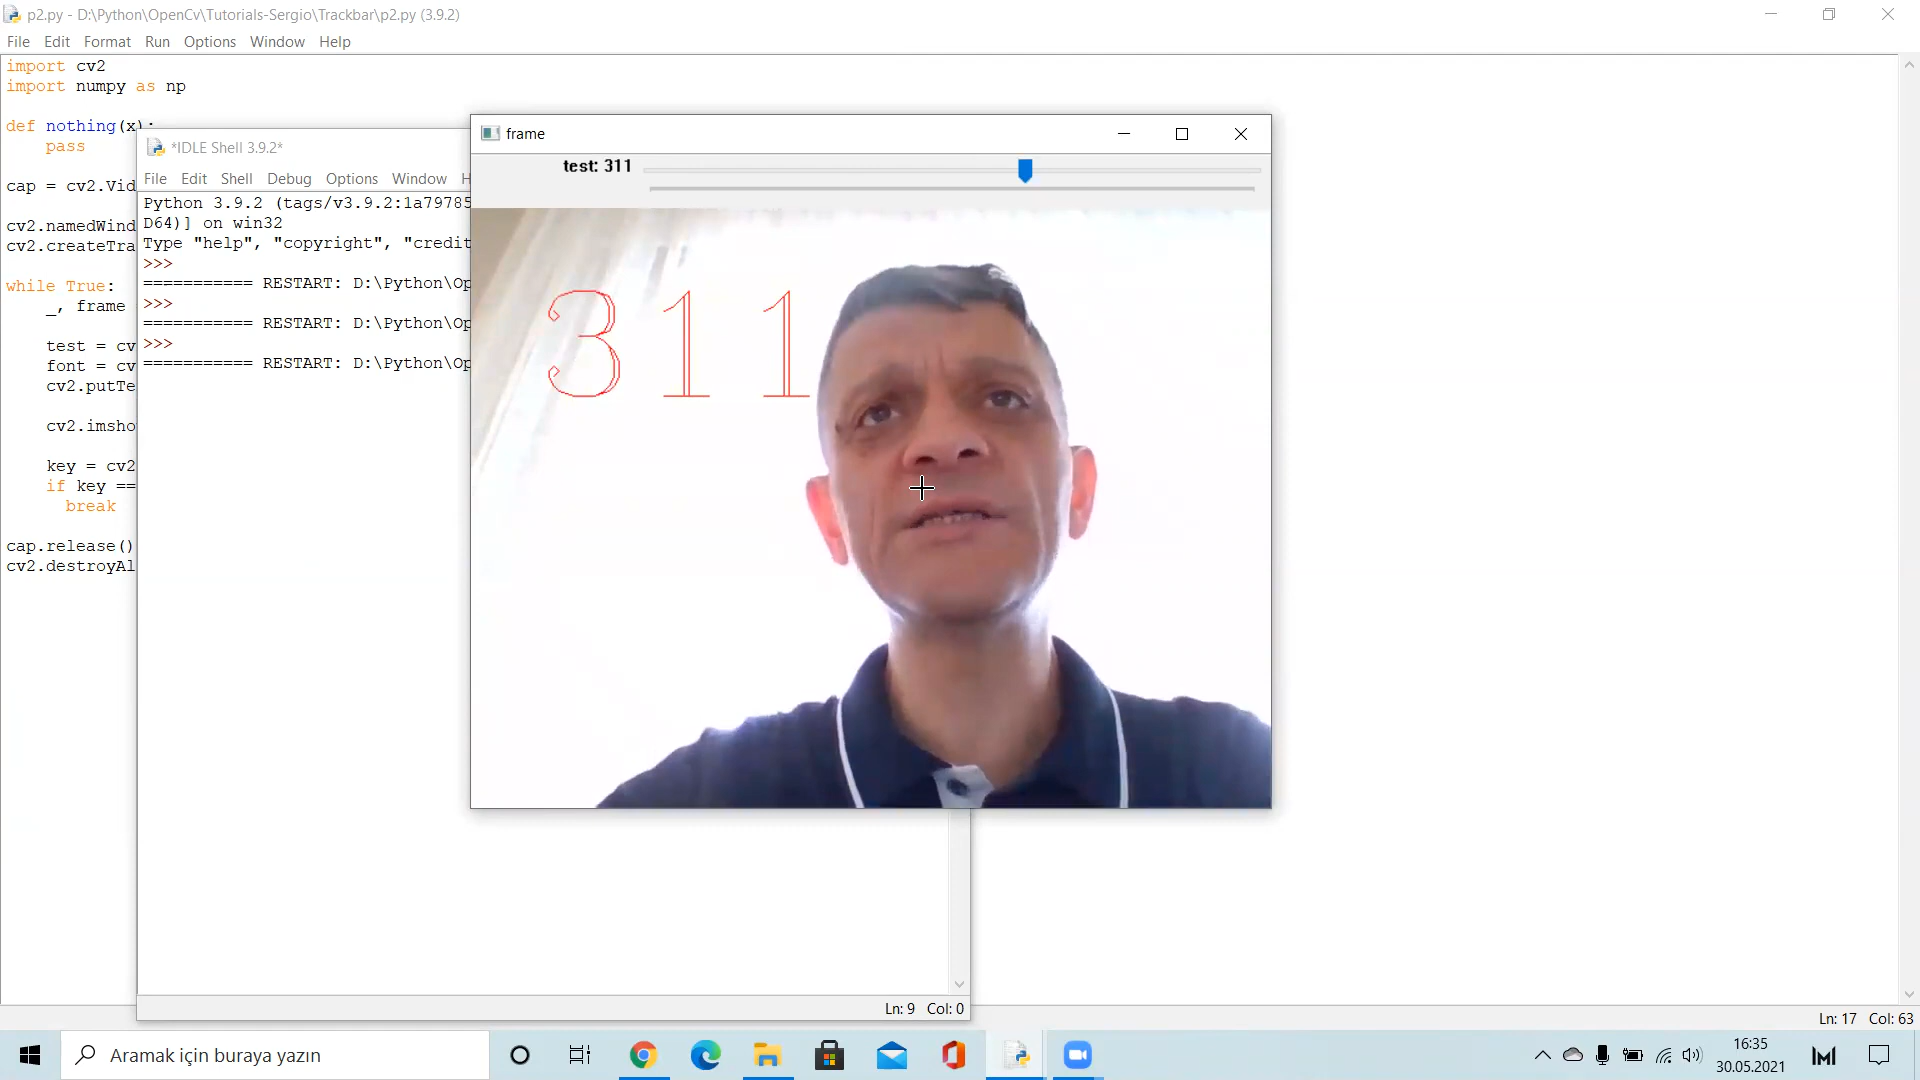 p2.py - D:\Python\OpenCv\Tutorials-Sergio\Trackbar\p2.py (3.9.2)
File Edit Format Run Options Window Help
import cv2
import numpy as np
def nothing(x):
pass
cap = cv2.Vid
cv2.namedWind
cv2.createTra
while True:
_, frame
test = cv
font = cv
cv2.putTe
cv2.imsho
key = cv2
if key ==
break
cap.release()
cv2.destroyAl
*IDLE Shell 3.9.2*
File Edit Shell Debug Options Window H
Python 3.9.2 (tags/v3.9.2:1a79785
D64)] on win32
Type "help", "copyright", "credit
>>>
=========== RESTART: D:\Python\Op
>>>
=========== RESTART: D:\Python\Op
>>>
=========== RESTART: D:\Python\Op
Ln: 9 Col: 0
frame
test: 311
311
Ln: 17 Col: 63
Aramak için buraya yazın
16:35
30.05.2021